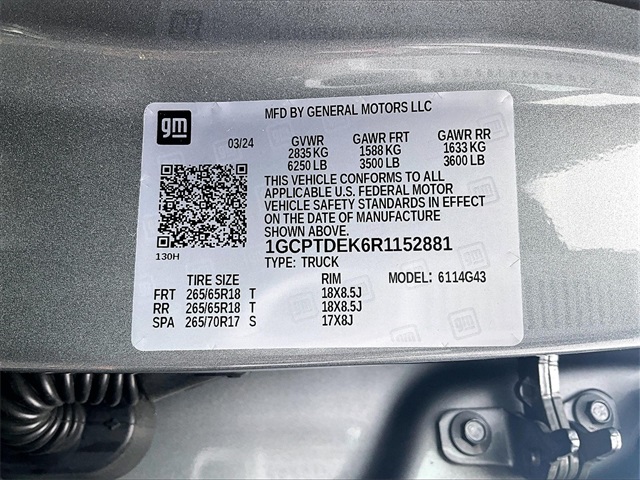 gm
MFD BY GENERAL MOTORS LLC
03/24 GVWR GAWR FRT GAWR RR
2835 KG 1588 KG 1633 KG
6250 LB 3500 LB 3600 LB
THIS VEHICLE CONFORMS TO ALL
APPLICABLE U.S. FEDERAL MOTOR
VEHICLE SAFETY STANDARDS IN EFFECT
ON THE DATE OF MANUFACTURE
SHOWN ABOVE.
1GCPTDEK6R1152881
130H
TYPE: TRUCK
TIRE SIZE RIM MODEL: 6114G43
FRT 265/65R18 T 18X8.5J
RR 265/65R18 T 18X8.5J
SPA 265/70R17 S 17X8J